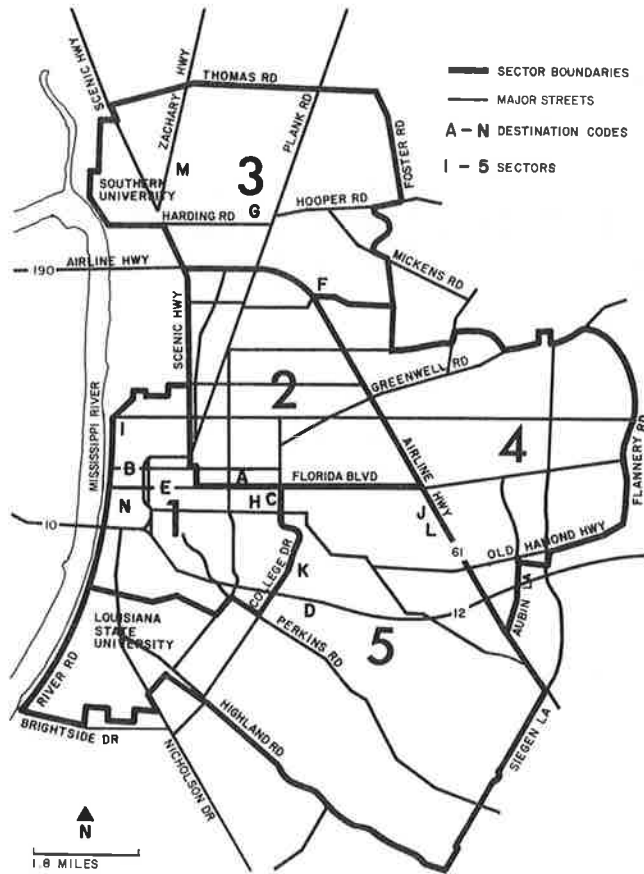 SCENIC HWY
ZACHARY HWY
THOMAS RD
PLANK RD
FOSTER RD
SECTOR BOUNDARIES
MAJOR STREETS
A-N DESTINATION CODES
1-5 SECTORS
M
3
SOUTHERN UNIVERSITY
G
HOOPER RD
HARDING RD
MICKENS RD
190
AIRLINE HWY
F
SCENIC HWY
MISSISSIPPI RIVER
2
GREENWELL RD
I
AIRLINE HWY
4
FLANNERY RD
B
A
FLORIDA BLVD
E
H
C
N
1
J
L
10
61
OLD HAMOND HWY
COLLEGE DR
K
D
12
AUBIN LA
LOUISIANA STATE UNIVERSITY
PERKINS RD
5
RIVER RD
BRIGHTSIDE DR
HIGHLAND RD
NICHOLSON DR
SIEGEN LA
N
1.8 MILES